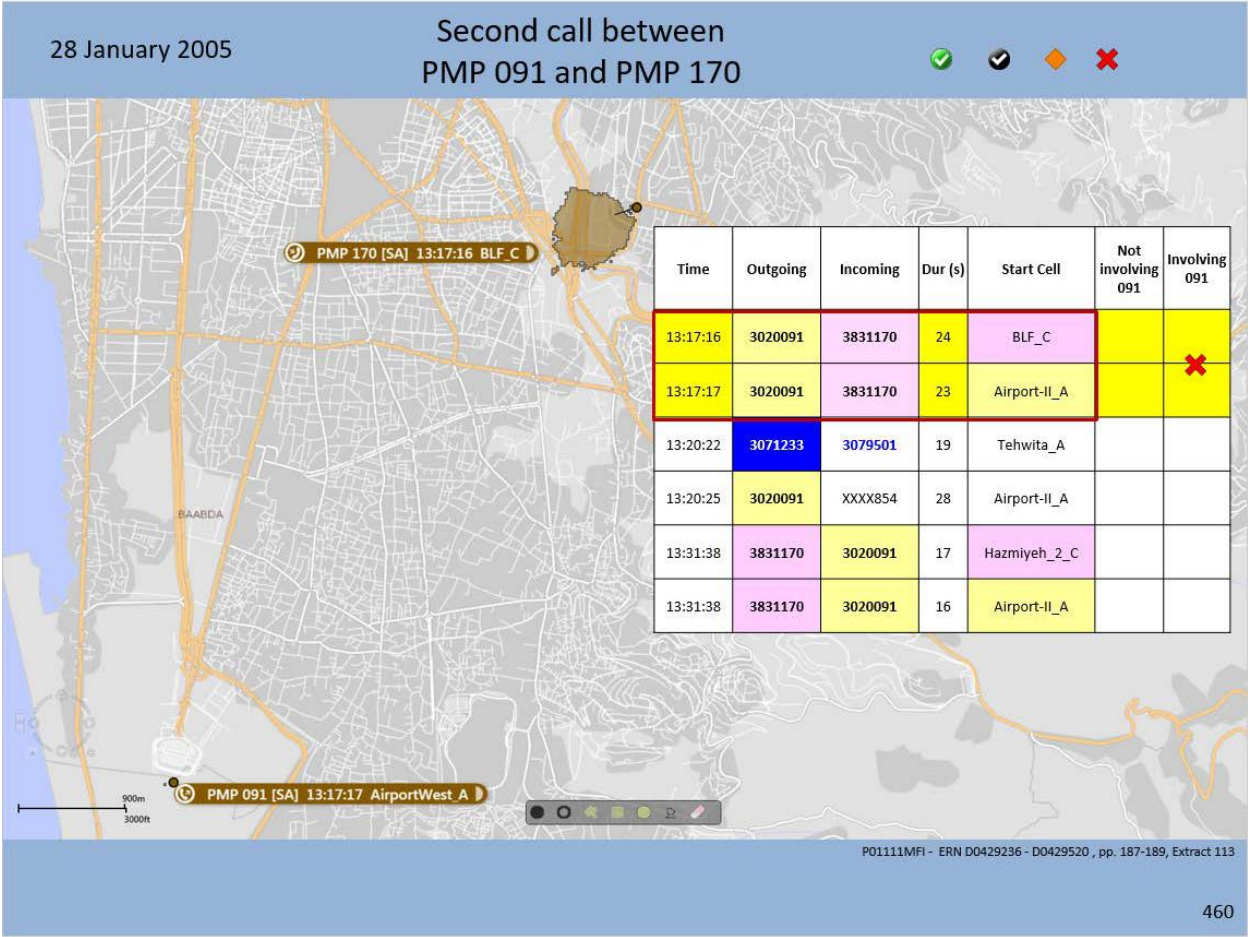 28 January 2005
Second call between
PMP 091 and PMP 170
PMP 170 [SA] 13:17:16 BLF_C
Time Outgoing Incoming Dur (s) Start Cell Not involving 091 Involving 091
13:17:16 3020091 3831170 24 BLF_C
13:17:17 3020091 3831170 23 Airport-II_A
13:20:22 3071233 3079501 19 Tehwita_A
13:20:25 3020091 XXXX854 28 Airport-II_A
13:31:38 3831170 3020091 17 Hazmiyeh_2_C
13:31:38 3831170 3020091 16 Airport-II_A
BAABDA
PMP 091 [SA] 13:17:17 AirportWest_A
900m
3000ft
P01111MFI - ERN D0429236 - D0429520 , pp. 187-189, Extract 113
460